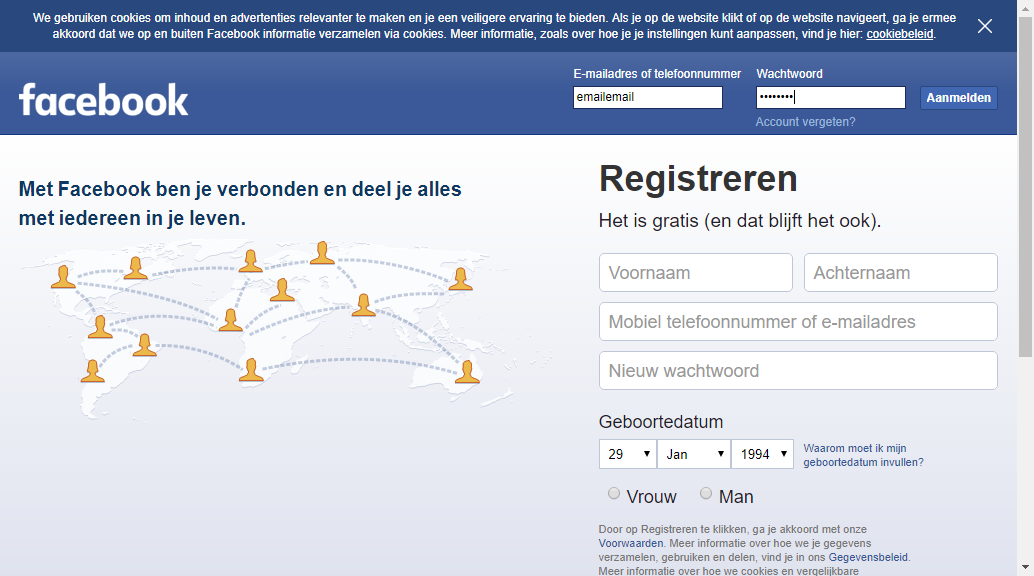 We gebruiken cookies om inhoud en advertenties relevanter te maken en je een veiligere ervaring te bieden. Als je op de website klikt of op de website navigeert, ga je ermee
akkoord dat we op en buiten Facebook informatie verzamelen via cookies. Meer informatie, zoals over hoe je je instellingen kunt aanpassen, vind je hier: cookiebeleid.
facebook
E-mailadres of telefoonnummer
Wachtwoord
emailemail
••••••••
Aanmelden
Account vergeten?
Met Facebook ben je verbonden en deel je alles
met iedereen in je leven.
Registreren
Het is gratis (en dat blijft het ook).
Voornaam
Achternaam
Mobiel telefoonnummer of e-mailadres
Nieuw wachtwoord
Geboortedatum
29 Jan 1994
Waarom moet ik mijn
geboortedatum invullen?
Vrouw Man
Door op Registreren te klikken, ga je akkoord met onze
Voorwaarden. Meer informatie over hoe we je gegevens
verzamelen, gebruiken en delen, vind je in ons Gegevensbeleid.
Meer informatie over hoe we cookies en vergelijkbare